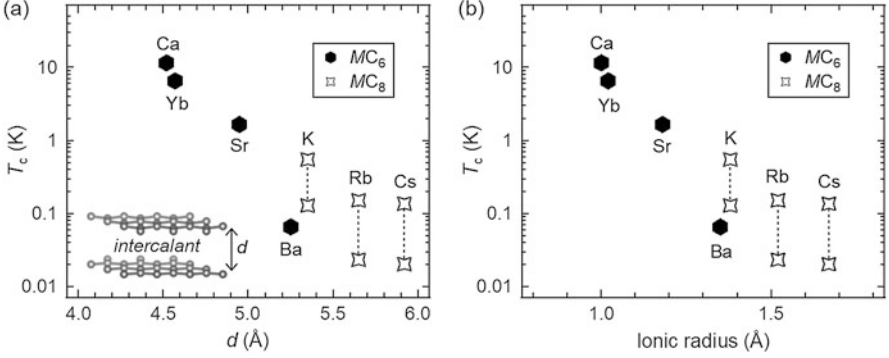 (a)
T_c (K)
10
1
0.1
0.01
Ca
Yb
Sr
K
Rb
Cs
Ba
MC₆
MC₈
intercalant
d
4.0 4.5 5.0 5.5 6.0
d (Å)
(b)
T_c (K)
10
1
0.1
0.01
Ca
Yb
Sr
K
Rb
Cs
Ba
MC₆
MC₈
1.0 1.5
Ionic radius (Å)